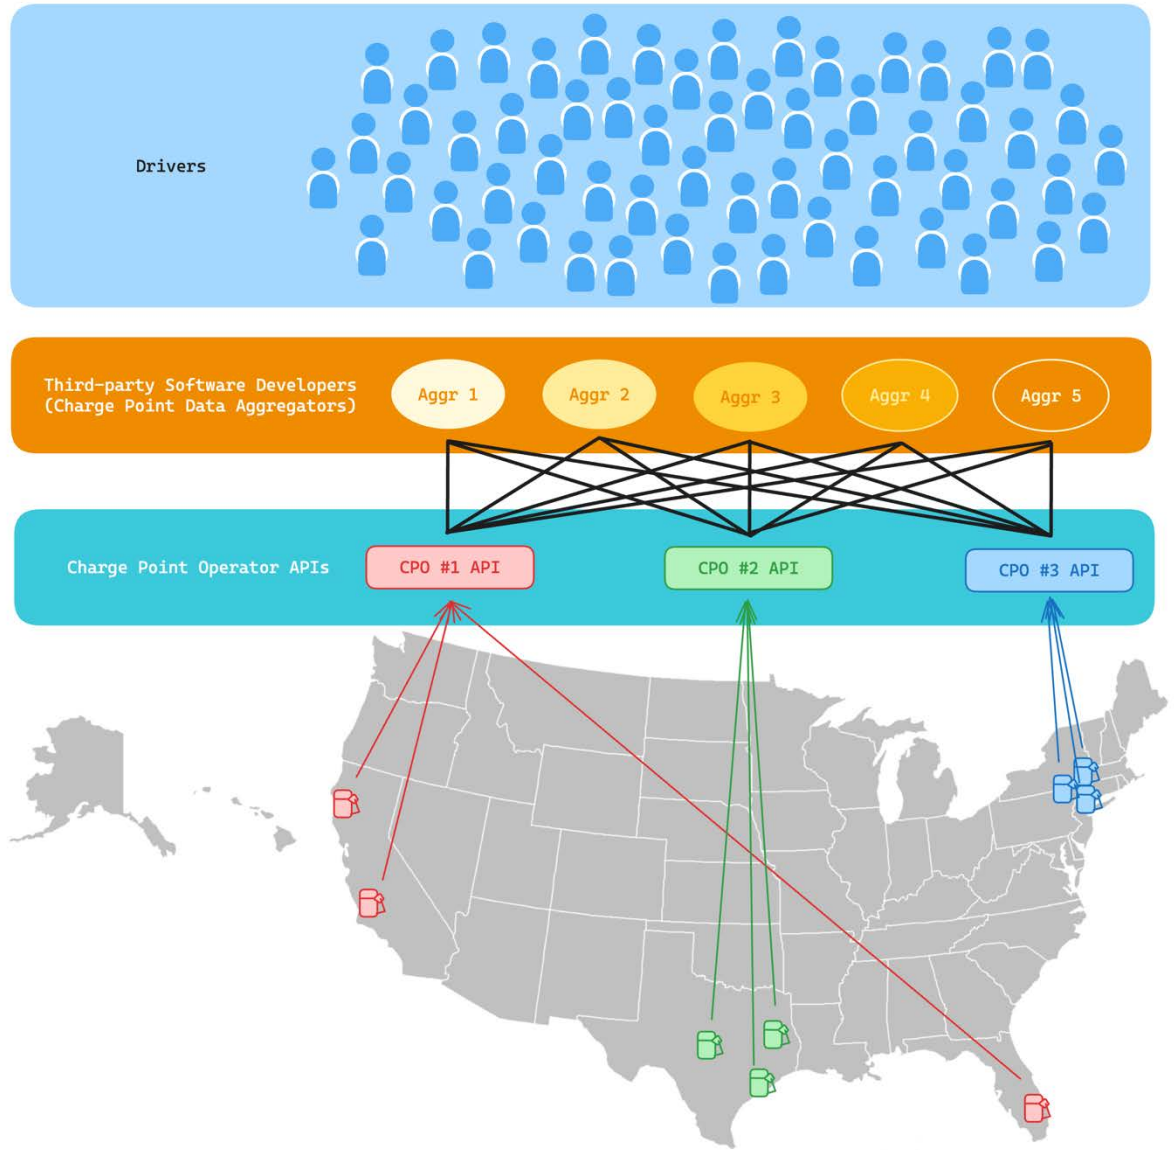 Drivers
Third-party Software Developers
(Charge Point Data Aggregators)
Aggr 1
Aggr 2
Aggr 3
Aggr 4
Aggr 5
Charge Point Operator APIs
CPO #1 API
CPO #2 API
CPO #3 API